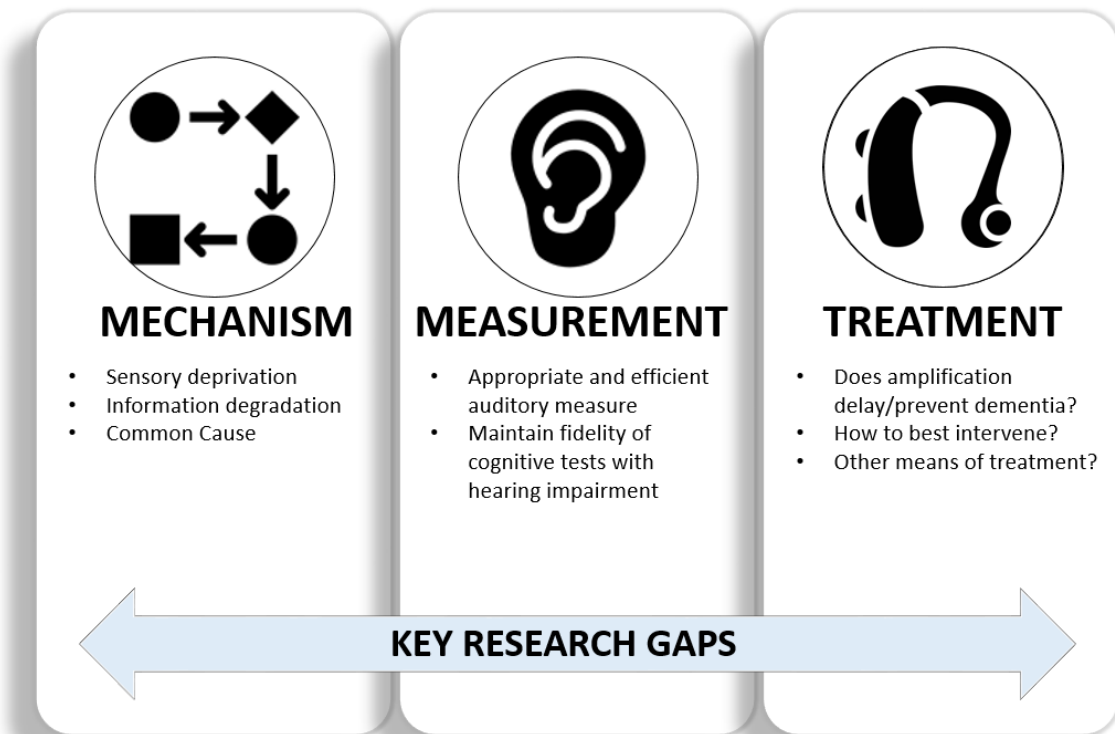 MECHANISM
• Sensory deprivation
• Information degradation
• Common Cause
MEASUREMENT
• Appropriate and efficient
auditory measure
• Maintain fidelity of
cognitive tests with
hearing impairment
TREATMENT
• Does amplification
delay/prevent dementia?
• How to best intervene?
• Other means of treatment?
KEY RESEARCH GAPS